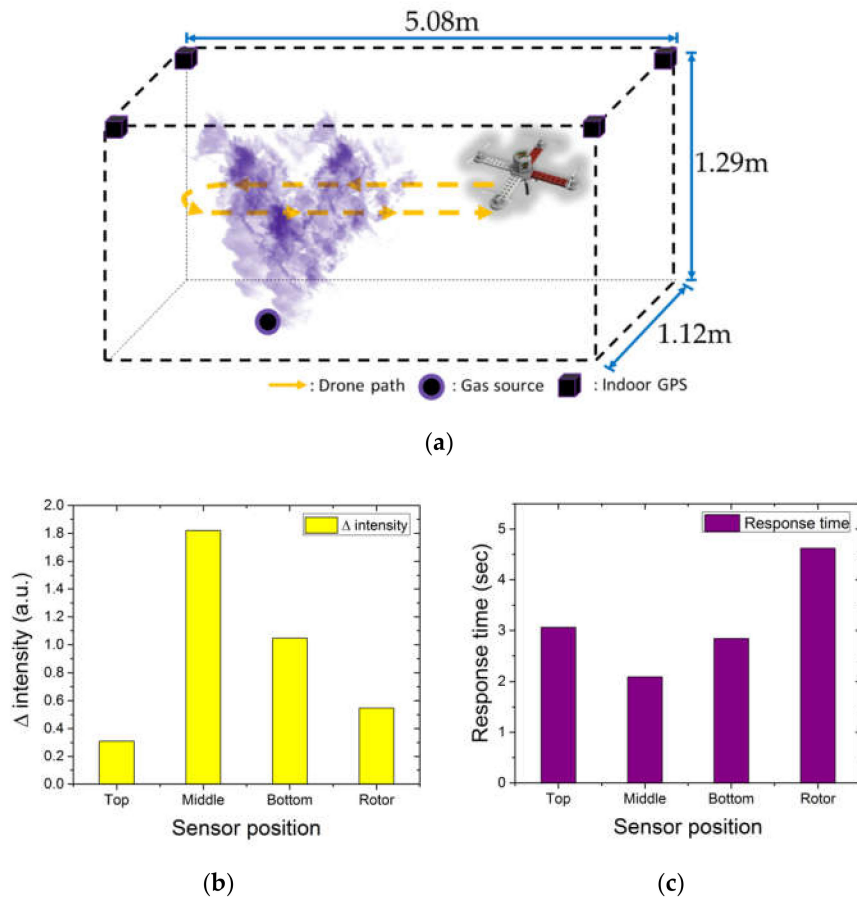 5.08m
1.29m
1.12m
: Drone path : Gas source : Indoor GPS
(a)
2.0
1.8
1.6
1.4
1.2
1.0
0.8
0.6
0.4
0.2
0.0
Δ intensity (a.u.)
Δ intensity
Top Middle Bottom Rotor
Sensor position
(b)
5
4
3
2
1
0
Response time (sec)
Response time
Top Middle Bottom Rotor
Sensor position
(c)